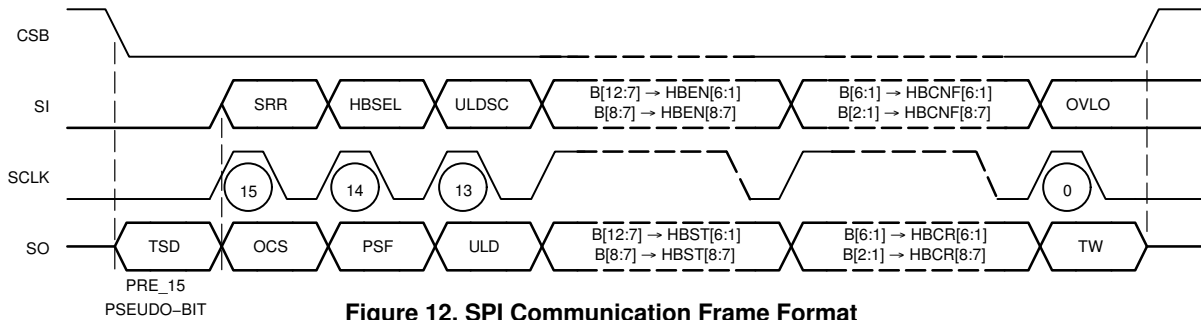 CSB
SI
SRR
HBSEL
ULDSC
B[12:7] → HBEN[6:1]
B[8:7] → HBEN[8:7]
B[6:1] → HBCNF[6:1]
B[2:1] → HBCNF[8:7]
OVLO
SCLK
15
14
13
0
SO
TSD
OCS
PSF
ULD
B[12:7] → HBST[6:1]
B[8:7] → HBST[8:7]
B[6:1] → HBCR[6:1]
B[2:1] → HBCR[8:7]
TW
PRE_15
PSEUDO−BIT
Figure 12. SPI Communication Frame Format